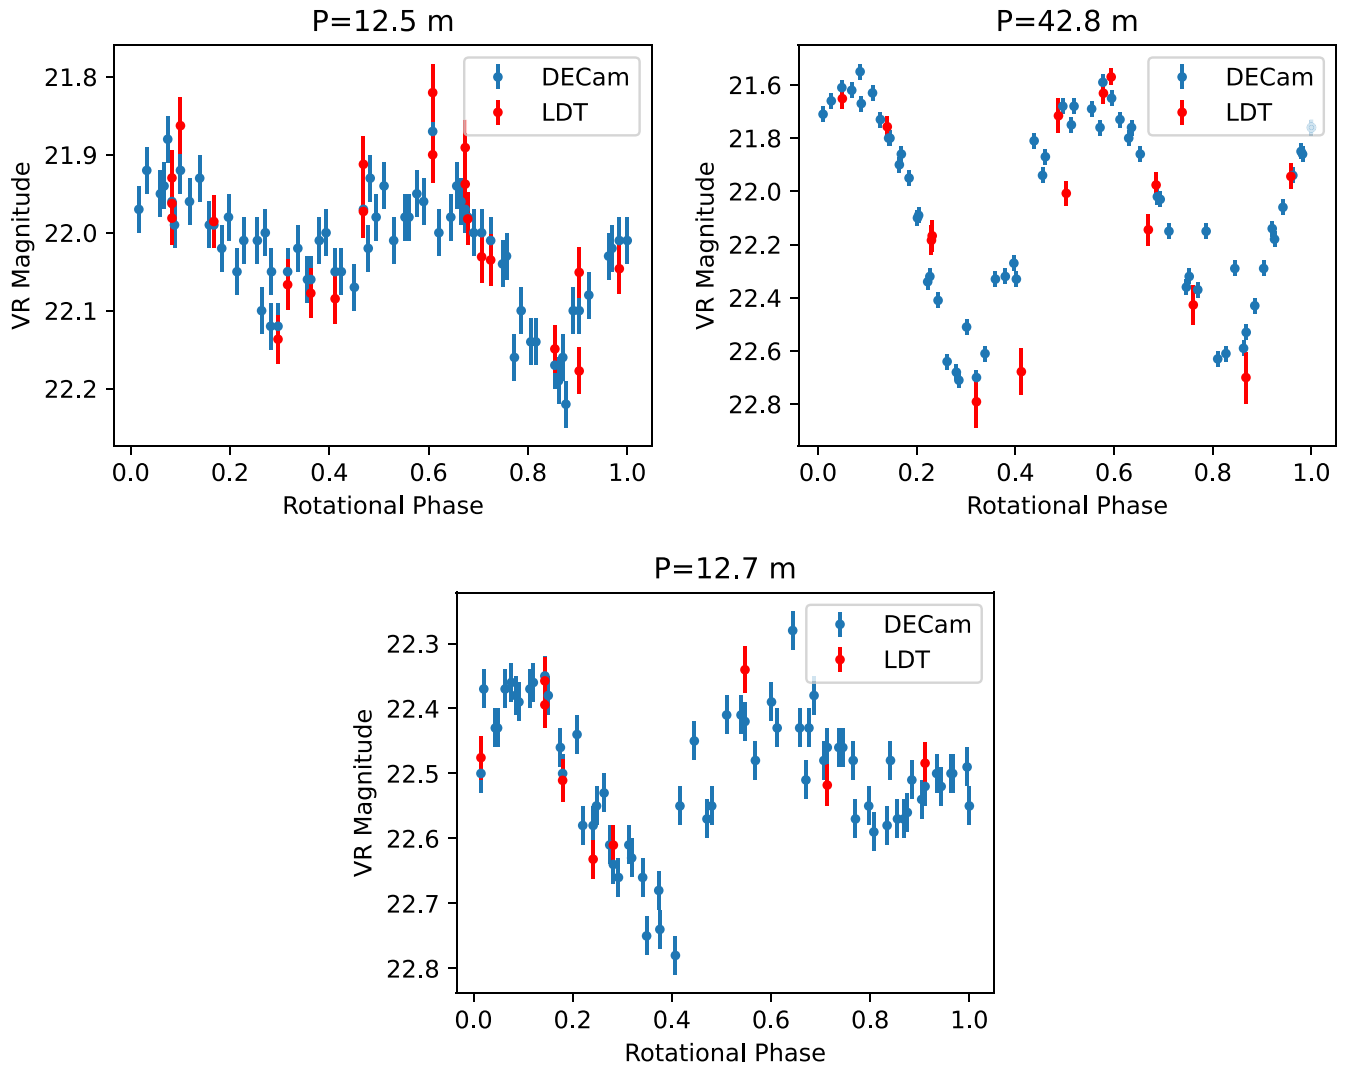 P=12.5 m
DECam
LDT
21.8
21.9
22.0
22.1
22.2
VR Magnitude
0.0 0.2 0.4 0.6 0.8 1.0
Rotational Phase
P=42.8 m
DECam
LDT
21.6
21.8
22.0
22.2
22.4
22.6
22.8
VR Magnitude
0.0 0.2 0.4 0.6 0.8 1.0
Rotational Phase
P=12.7 m
DECam
LDT
22.3
22.4
22.5
22.6
22.7
22.8
VR Magnitude
0.0 0.2 0.4 0.6 0.8 1.0
Rotational Phase